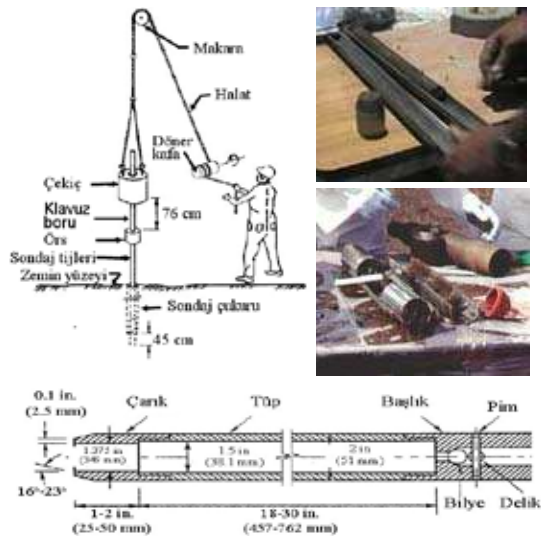 Makara
Halat
Döner
kafa
Çekiç
76 cm
Klavuz
boru
Örs
Sondaj tijleri
Zemin yüzeyi
Sondaj çukuru
45 cm
0.1 in.
(2.5 mm)
Çarık
Tüp
Başlık
Pim
1.375 in
1.5 in
(38.1 mm)
2 in
(51 mm)
16°-23°
Bilye
Delik
1-2 in.
(25-50 mm)
18-30 in.
(457-762 mm)